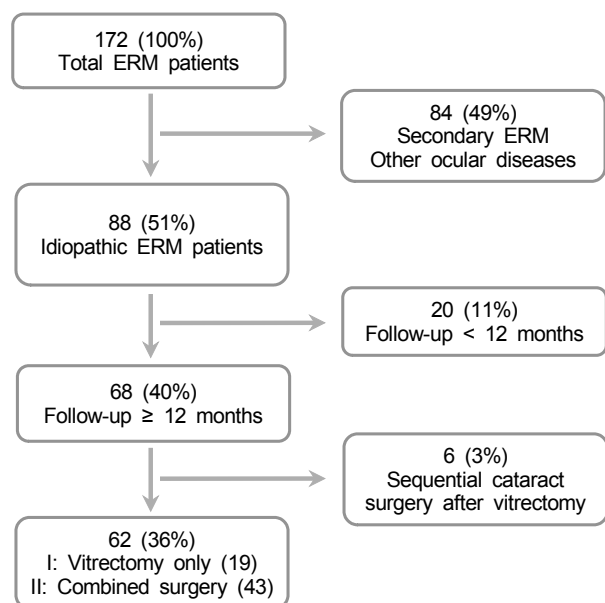 172 (100%)
Total ERM patients
84 (49%)
Secondary ERM
Other ocular diseases
88 (51%)
Idiopathic ERM patients
20 (11%)
Follow-up < 12 months
68 (40%)
Follow-up ≥ 12 months
6 (3%)
Sequential cataract
surgery after vitrectomy
62 (36%)
I: Vitrectomy only (19)
II: Combined surgery (43)